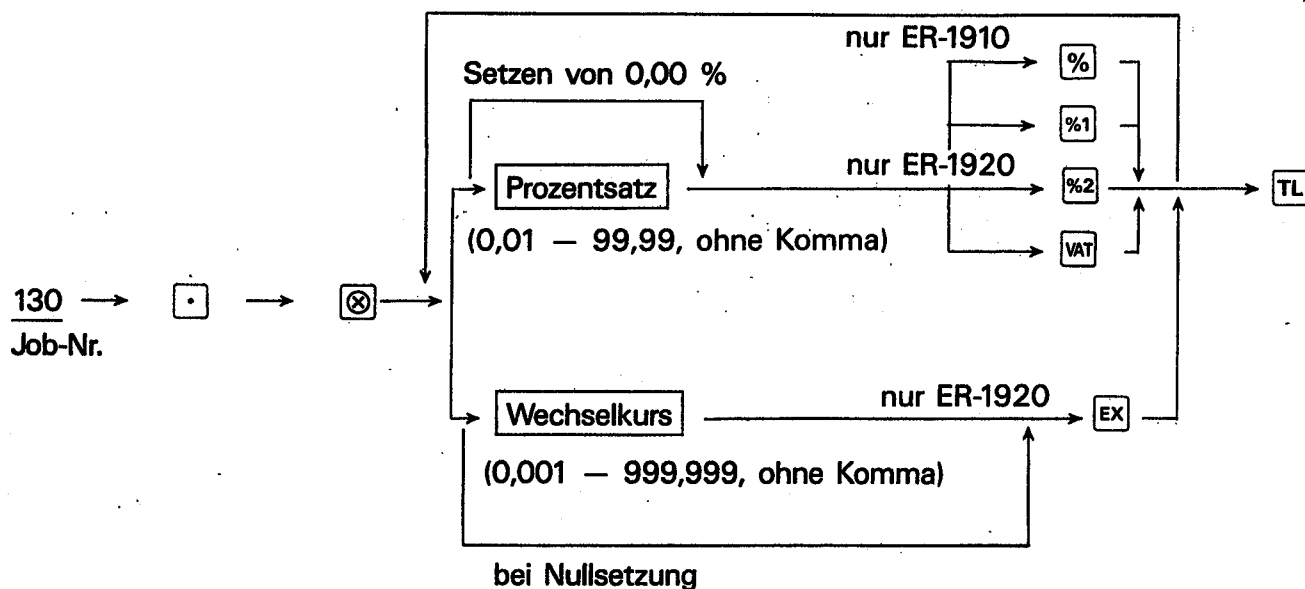 nur ER-1910
%
Setzen von 0,00 %
%1
nur ER-1920
Prozentsatz
%2
TL
(0,01 — 99,99, ohne Komma)
VAT
130
·
⊗
Job-Nr.
nur ER-1920
Wechselkurs
EX
(0,001 — 999,999, ohne Komma)
bei Nullsetzung